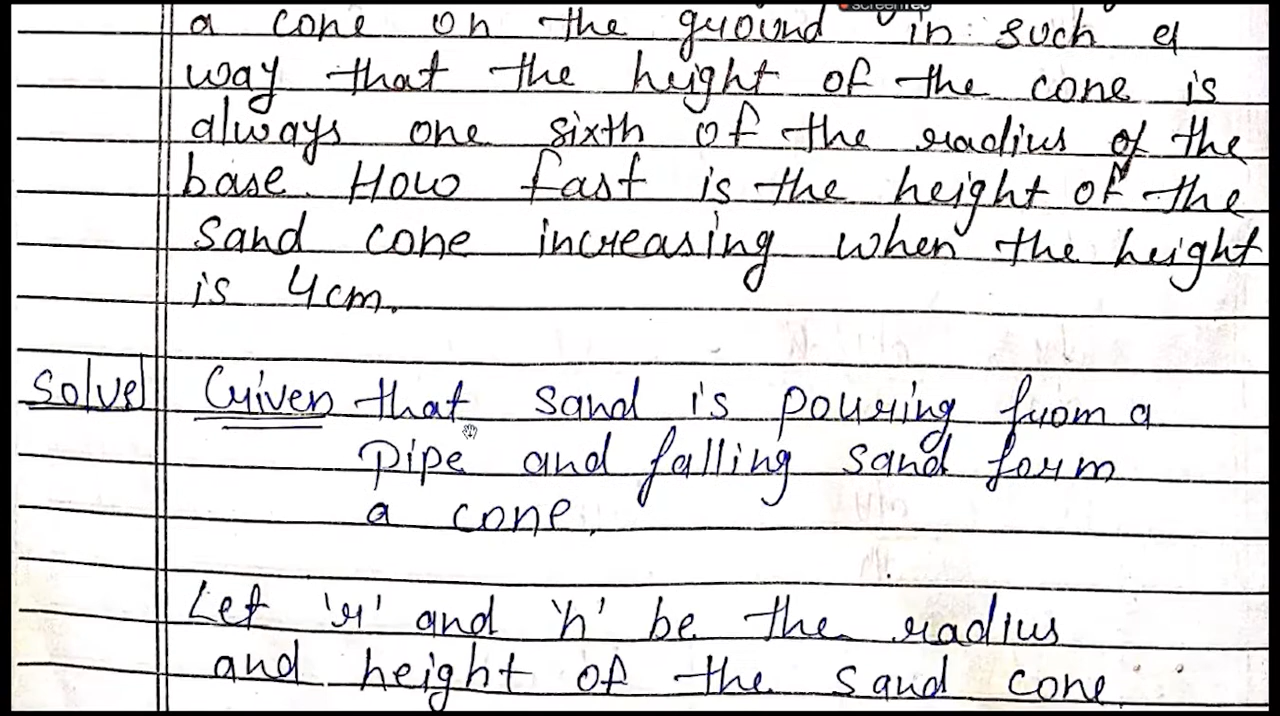 a cone on the ground in such a
way that the height of the cone is
always one sixth of the radius of the
base. How fast is the height of the
sand cone increasing when the height
is 4cm.
Solve Given that sand is pouring from a
pipe and falling sand form
a cone.
Let 'r' and 'h' be the radius
and height of the sand cone.